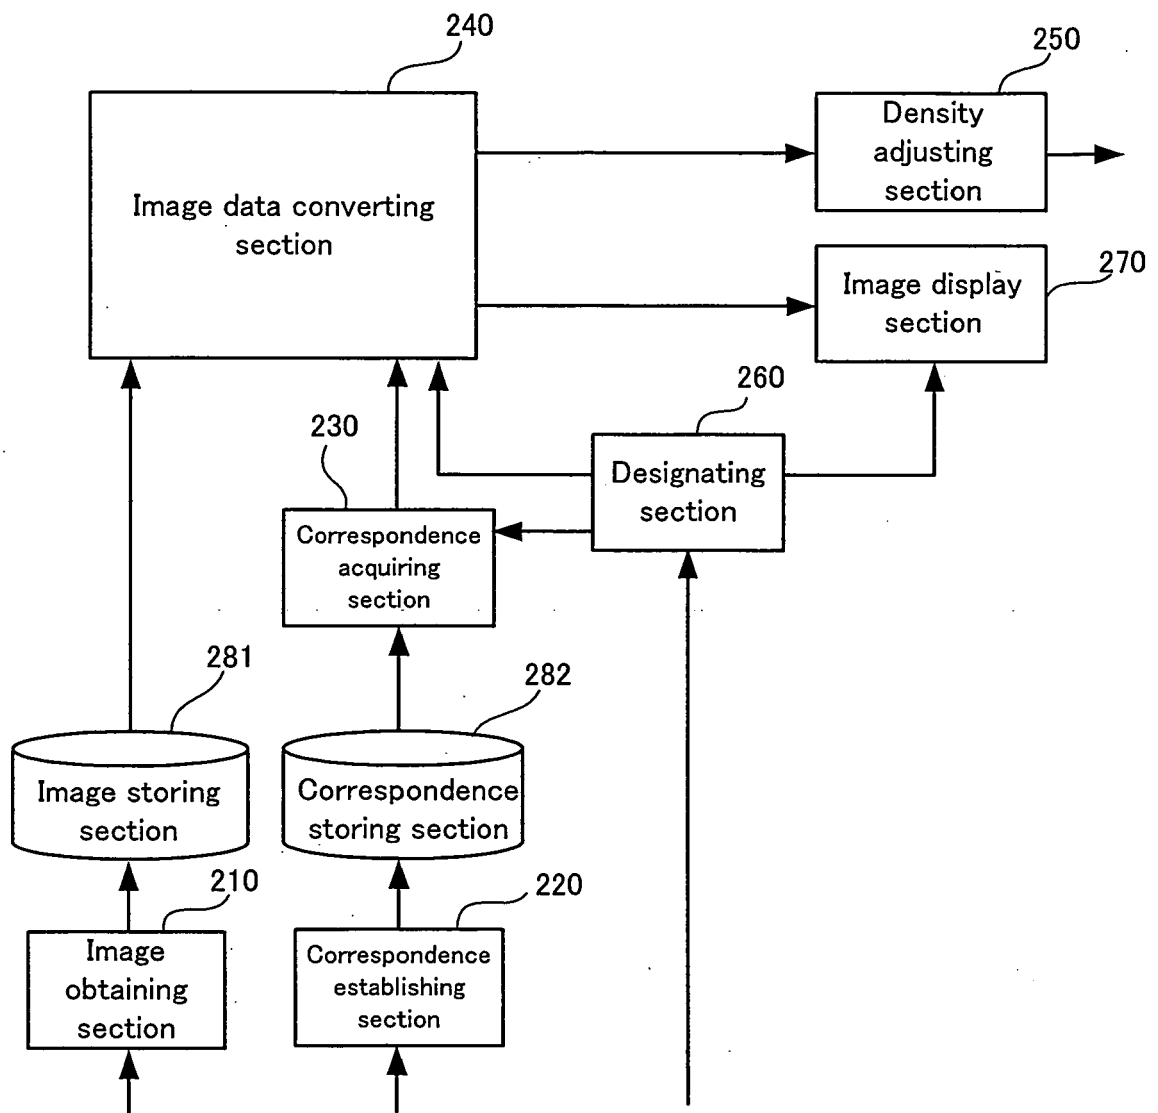 240
250
Density
adjusting
section
Image data converting
section
270
Image display
section
260
230
Designating
section
Correspondence
acquiring
section
281
282
Image storing
section
Correspondence
storing section
210
220
Image
obtaining
section
Correspondence
establishing
section